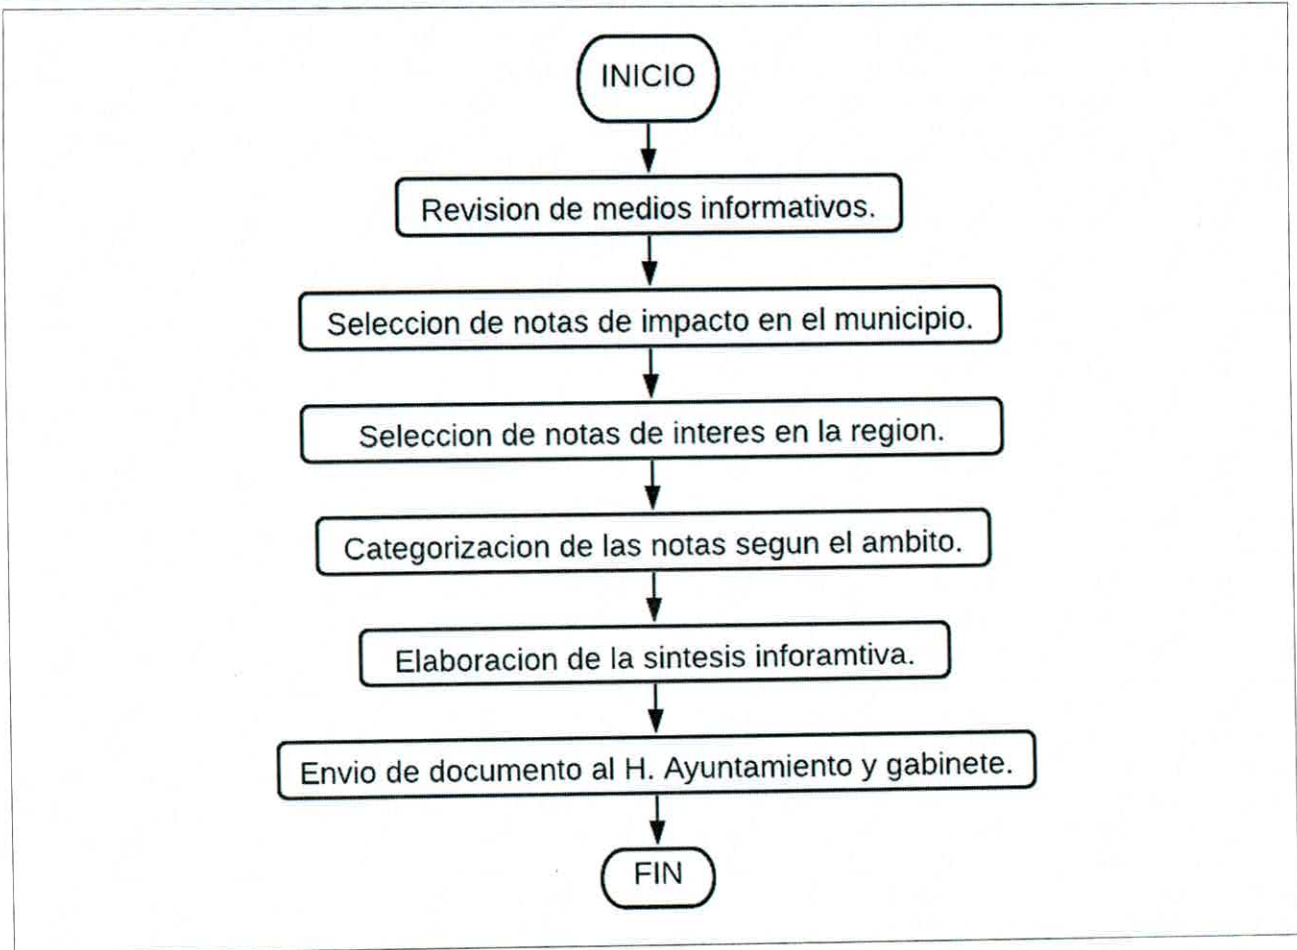 INICIO
Revision de medios informativos.
Seleccion de notas de impacto en el municipio.
Seleccion de notas de interes en la region.
Categorizacion de las notas segun el ambito.
Elaboracion de la sintesis inforamtiva.
Envio de documento al H. Ayuntamiento y gabinete.
FIN